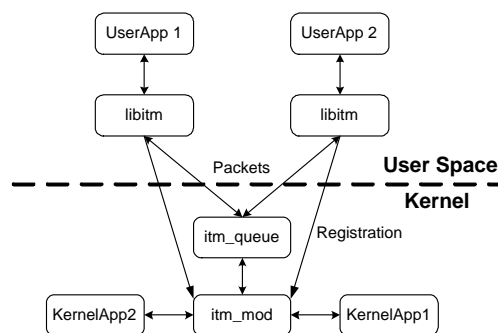 UserApp 1
UserApp 2
libitm
libitm
Packets
User Space
Kernel
itm_queue
Registration
KernelApp2
itm_mod
KernelApp1